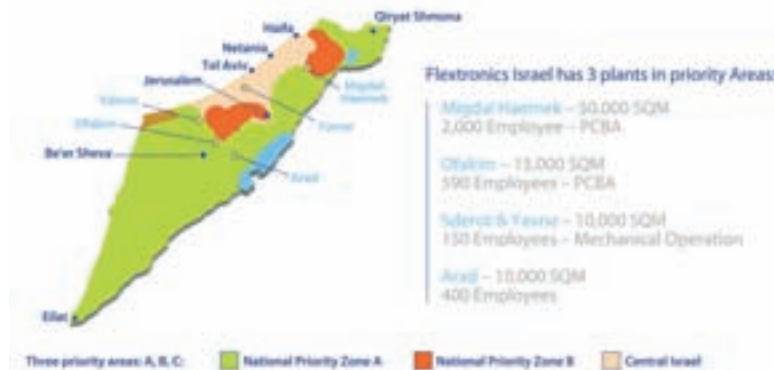 Qiryat Shmona
Haifa
Netania
Tel Aviv
Jerusalem
Migdal
Haemek
Sderot
Ofakim
Yavne
Be'er Sheva
Arad
Eilat
Flextronics Israel has 3 plants in priority Areas:
Migdal Haemek – 50,000 SQM
2,000 Employee – PCBA
Ofakim – 15,000 SQM
590 Employees – PCBA
Sderot & Yavne – 10,000 SQM
150 Employees – Mechanical Operation
Arad – 10,000 SQM
400 Employees
Three priority areas: A, B, C:
National Priority Zone A
National Priority Zone B
Central Israel